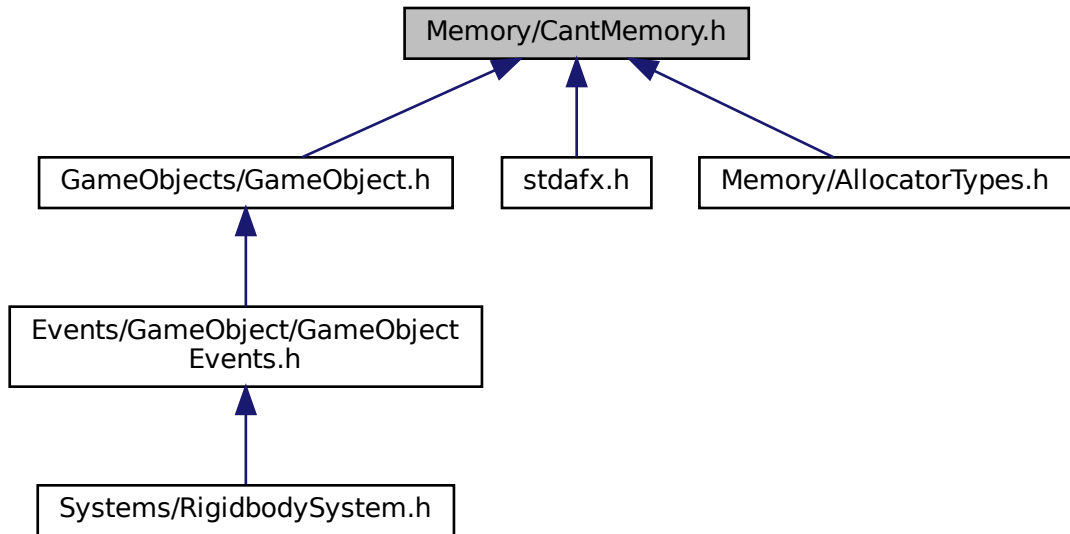 Memory/CantMemory.h
GameObjects/GameObject.h
stdafx.h
Memory/AllocatorTypes.h
Events/GameObject/GameObject
Events.h
Systems/RigidbodySystem.h